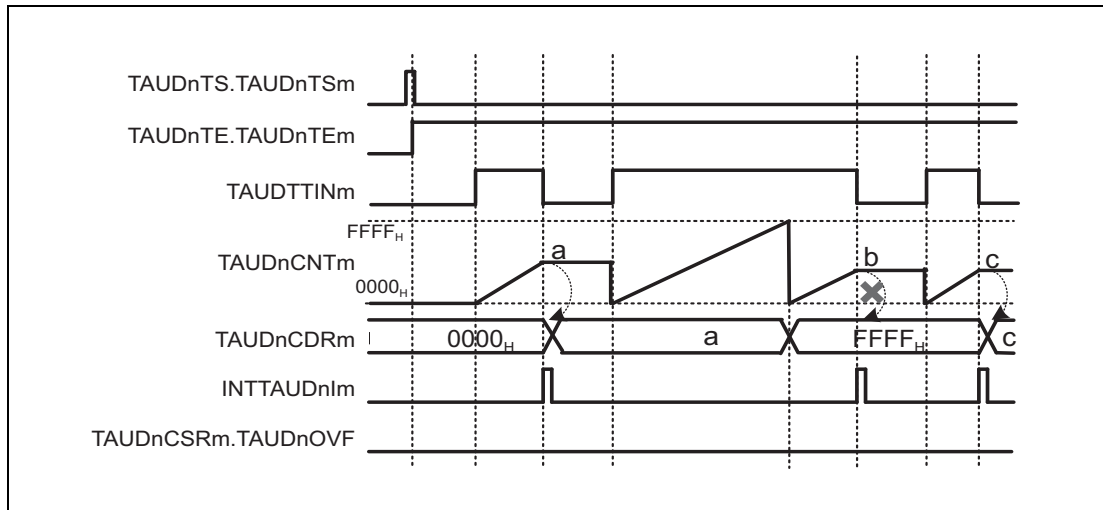 TAUDnTS.TAUDnTSm
TAUDnTE.TAUDnTEm
TAUDTTINm
FFFFH
TAUDnCNTm
0000H
a
b
c
TAUDnCDRm
0000H
a
FFFFH
c
INTTAUDnIm
TAUDnCSRm.TAUDnOVF